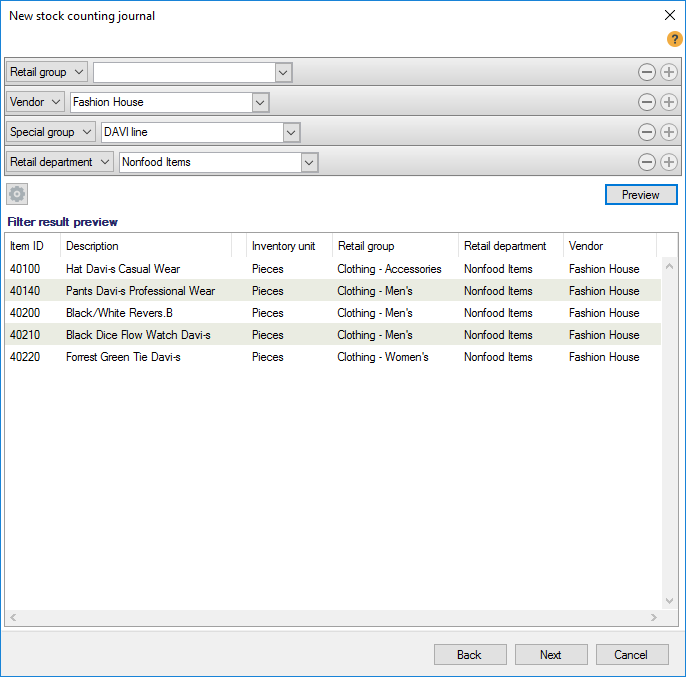 New stock counting journal
?
Retail group
Vendor Fashion House
Special group DAVI line
Retail department Nonfood Items
Preview
Filter result preview
Item ID Description Inventory unit Retail group Retail department Vendor
40100 Hat Davi-s Casual Wear Pieces Clothing - Accessories Nonfood Items Fashion House
40140 Pants Davi-s Professional Wear Pieces Clothing - Men's Nonfood Items Fashion House
40200 Black/White Revers.B Pieces Clothing - Men's Nonfood Items Fashion House
40210 Black Dice Flow Watch Davi-s Pieces Clothing - Men's Nonfood Items Fashion House
40220 Forrest Green Tie Davi-s Pieces Clothing - Women's Nonfood Items Fashion House
Back Next Cancel